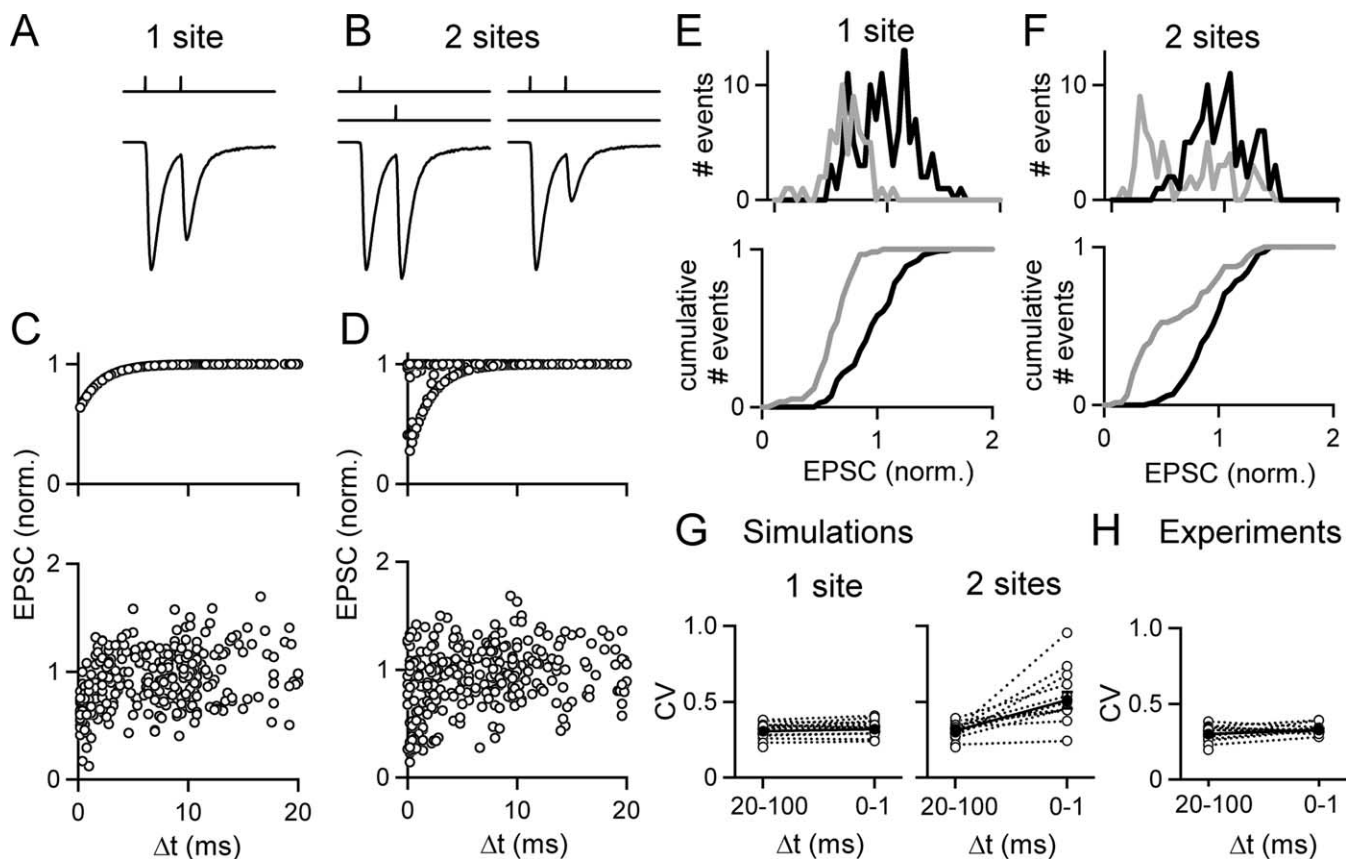 A
1 site
B
2 sites
C
1
0
EPSC (norm.)
2
1
0
0
10
20
Δt (ms)
D
1
0
2
1
0
0
10
20
Δt (ms)
E
1 site
10
0
# events
1
0
cumulative
# events
0
1
2
EPSC (norm.)
F
2 sites
10
0
# events
1
0
cumulative
# events
0
1
2
EPSC (norm.)
G Simulations
1 site
2 sites
1.0
0.5
0
CV
20-100
0-1
Δt (ms)
20-100
0-1
Δt (ms)
H Experiments
1.0
0.5
0
CV
20-100
0-1
Δt (ms)
EPSC (norm.)